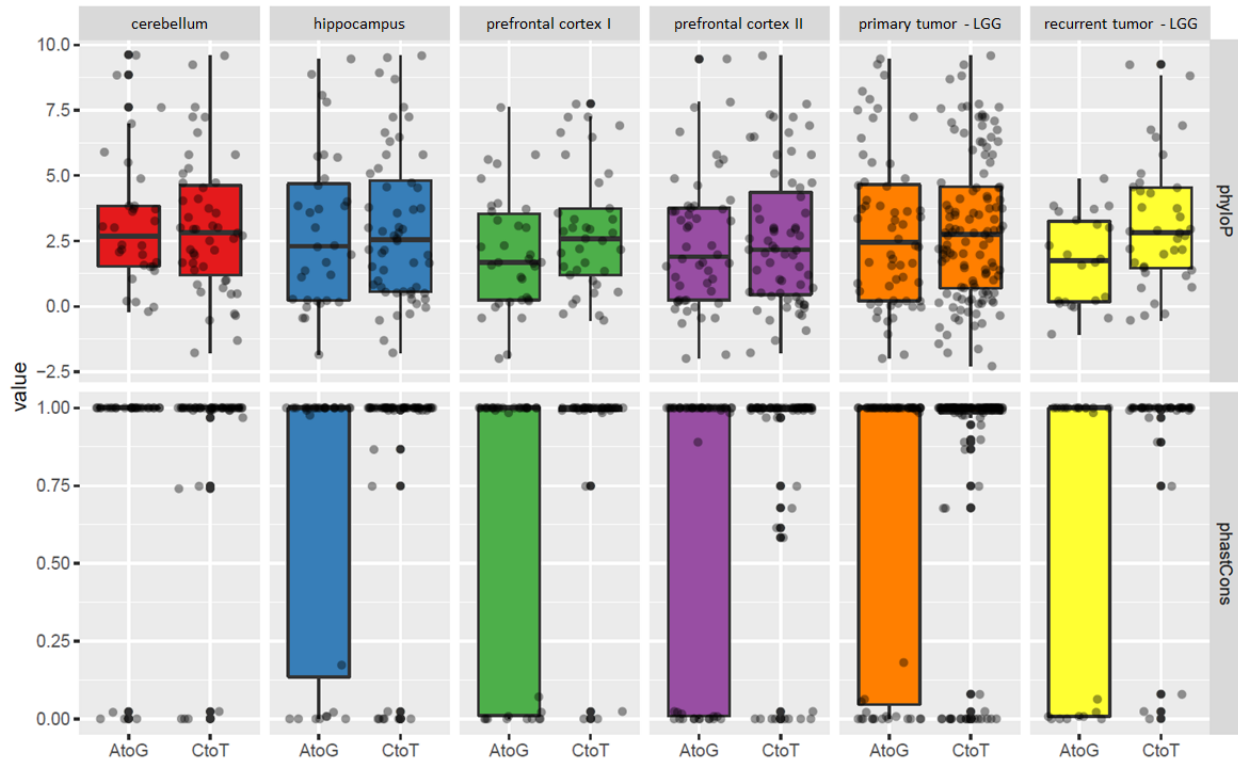 cerebellum hippocampus prefrontal cortex I prefrontal cortex II primary tumor - LGG recurrent tumor - LGG
10.0
7.5
5.0
2.5
0.0
−2.5
phyloP
value
1.00
0.75
0.50
0.25
0.00
phastCons
AtoG CtoT AtoG CtoT AtoG CtoT AtoG CtoT AtoG CtoT AtoG CtoT